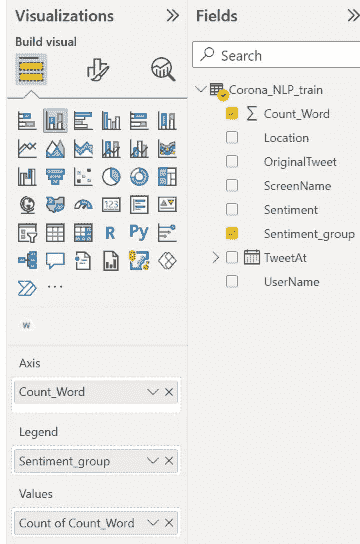 Visualizations
Build visual
123
R
Py
...
W
Axis
Count_Word
Legend
Sentiment_group
Values
Count of Count_Word
Fields
Search
Corona_NLP_train
Count_Word
Location
OriginalTweet
ScreenName
Sentiment
Sentiment_group
TweetAt
UserName